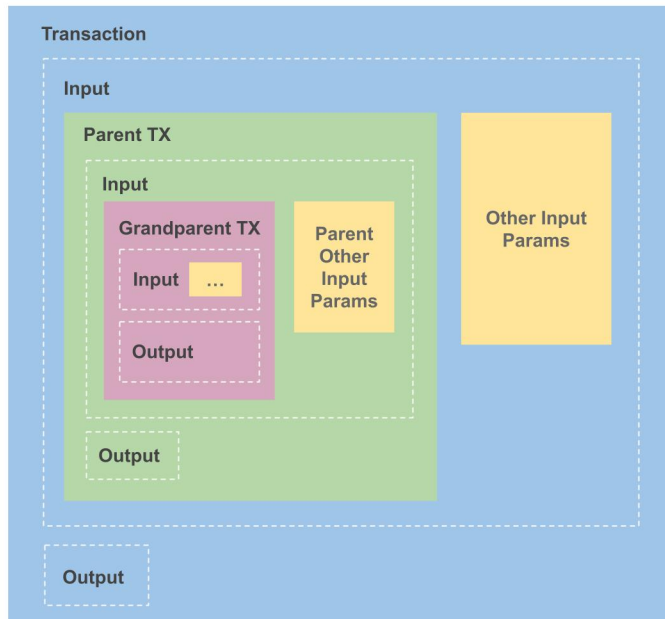 Transaction
Input
Parent TX
Input
Grandparent TX
Input
...
Output
Parent
Other
Input
Params
Output
Other Input
Params
Output